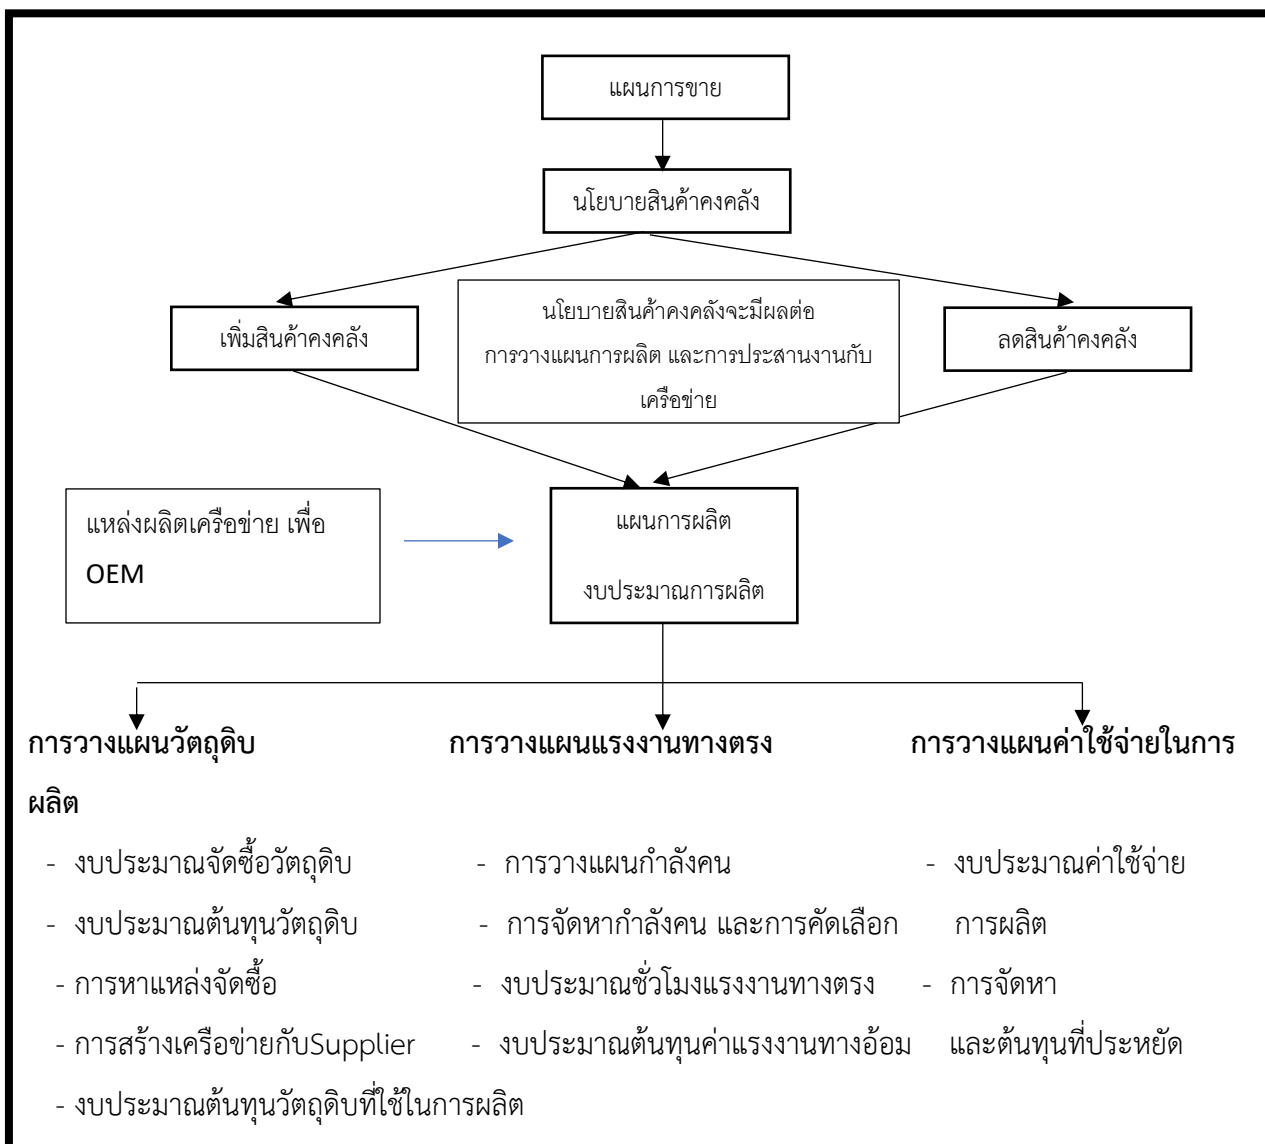 แผนการขาย
นโยบายสินค้าคงคลัง
เพิ่มสินค้าคงคลัง
นโยบายสินค้าคงคลังจะมีผลต่อ
การวางแผนการผลิต และการประสานงานกับ
เครือข่าย
ลดสินค้าคงคลัง
แหล่งผลิตเครือข่าย เพื่อ
OEM
แผนการผลิต
งบประมาณการผลิต
การวางแผนวัตถุดิบ การวางแผนแรงงานทางตรง การวางแผนค่าใช้จ่ายในการ
ผลิต
- งบประมาณจัดซื้อวัตถุดิบ - การวางแผนกำลังคน - งบประมาณค่าใช้จ่าย
- งบประมาณต้นทุนวัตถุดิบ - การจัดหากำลังคน และการคัดเลือก การผลิต
- การหาแหล่งจัดซื้อ - งบประมาณชั่วโมงแรงงานทางตรง - การจัดหา
- การสร้างเครือข่ายกับSupplier - งบประมาณต้นทุนค่าแรงงานทางอ้อม และต้นทุนที่ประหยัด
- งบประมาณต้นทุนวัตถุดิบที่ใช้ในการผลิต